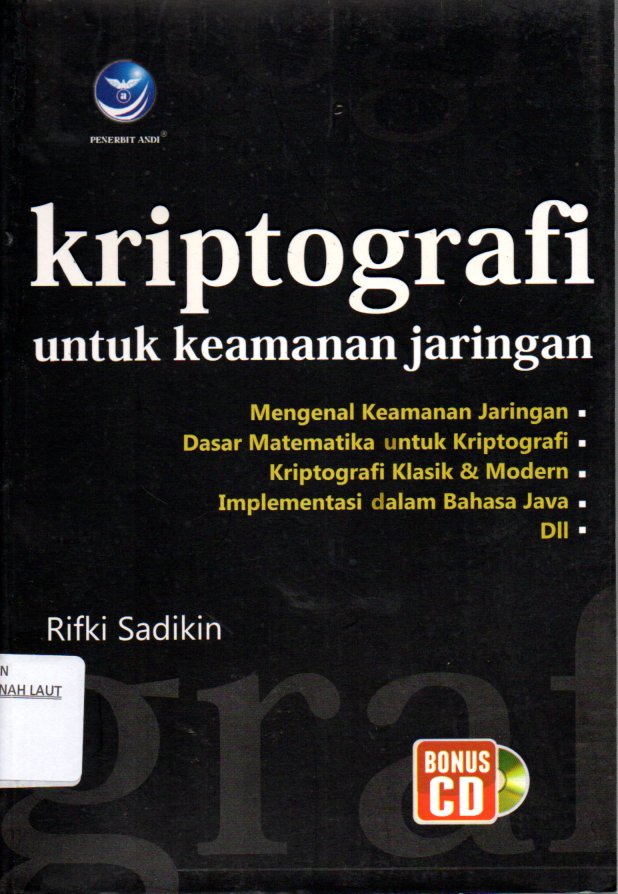 a
PENERBIT ANDI®
kriptografi
untuk keamanan jaringan
Mengenal Keamanan Jaringan
Dasar Matematika untuk Kriptografi
Kriptografi Klasik & Modern
Implementasi dalam Bahasa Java
Dll
Rifki Sadikin
N
NAH LAUT
graf
BONUS
CD